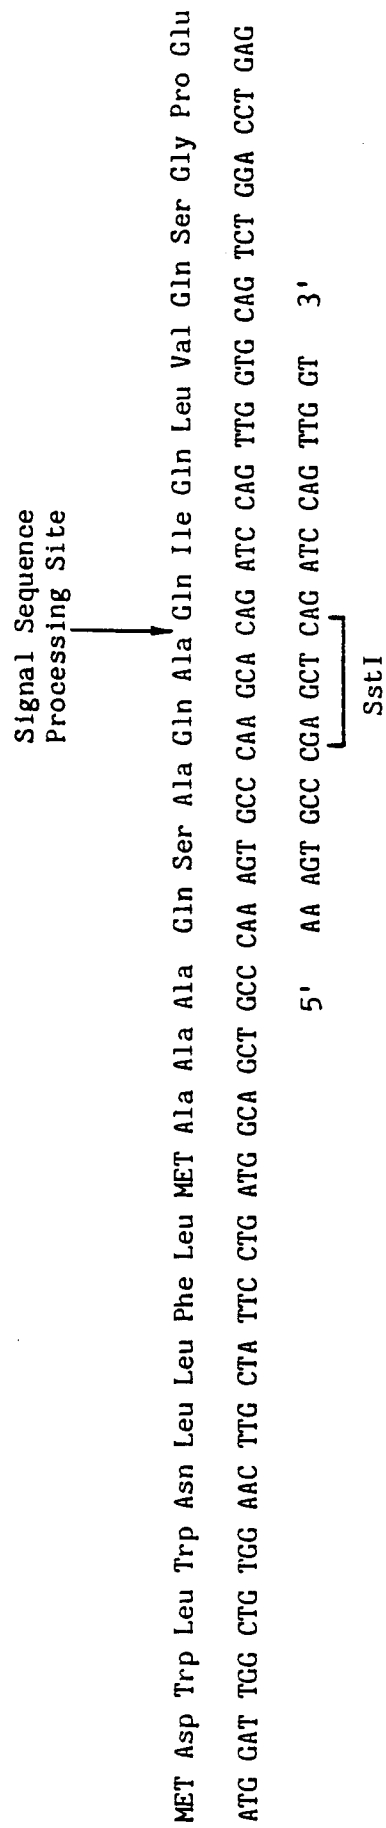 Signal Sequence
Processing Site
MET Asp Trp Leu Trp Asn Leu Leu Phe Leu MET Ala Ala Ala Gln Ser Ala Gln Ala Gln Ile Gln Leu Val Gln Ser Gly Pro Glu
ATG GAT TGG CTG TGG AAC TTG CTA TTC CTG ATG GCA GCT GCC CAA AGT GCC CAA GCA CAG ATC CAG TTG GTG CAG TCT GGA CCT GAG
5' AA AGT GCC CGA GCT CAG ATC CAG TTG GT 3'
SstI